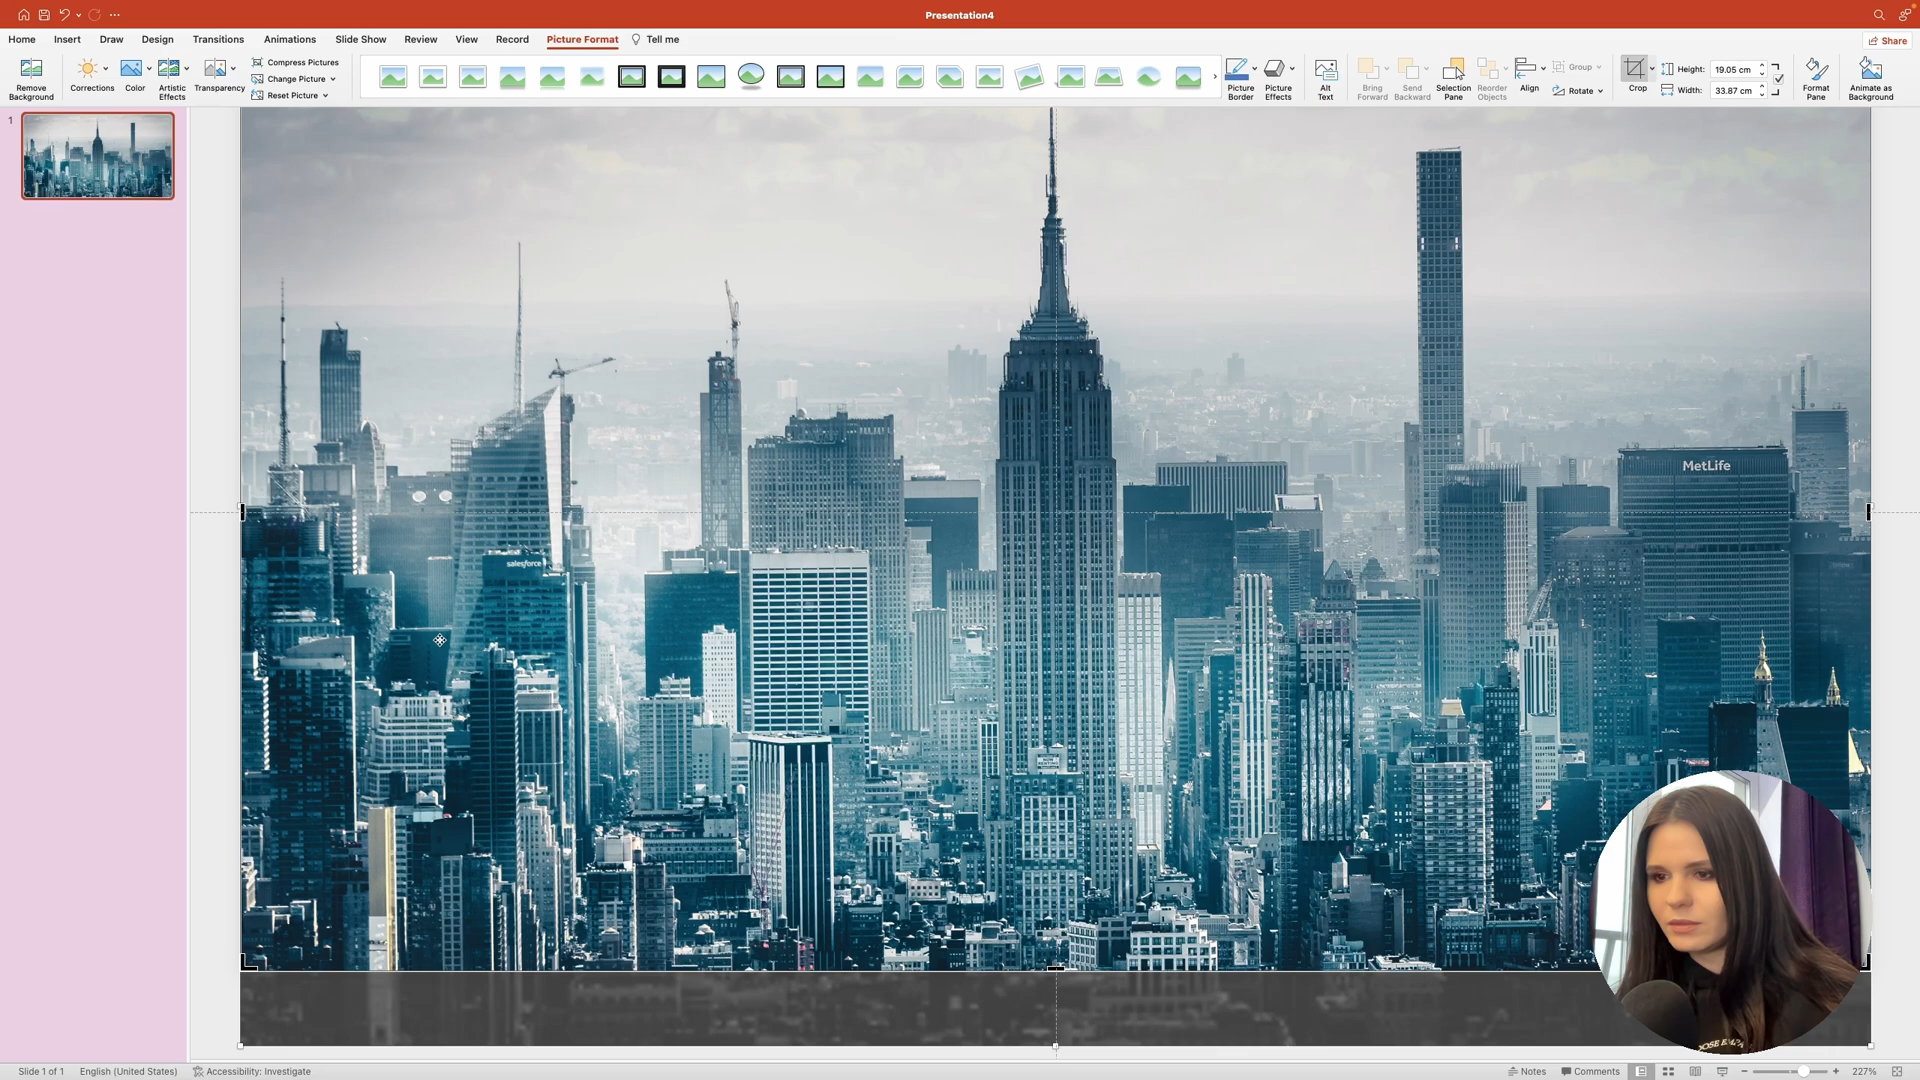 Presentation4
Home Insert Draw Design Transitions Animations Slide Show Review View Record Picture Format Tell me
Share
Remove Background
Corrections
Color
Artistic Effects
Transparency
Compress Pictures
Change Picture
Reset Picture
Picture Border
Picture Effects
Alt Text
Bring Forward
Send Backward
Selection Pane
Reorder Objects
Align
Group
Rotate
Crop
Height: 19.05 cm
Width: 33.87 cm
Format Pane
Animate as Background
1
MetLife
salesforce
Slide 1 of 1 English (United States) Accessibility: Investigate
Notes Comments 227%